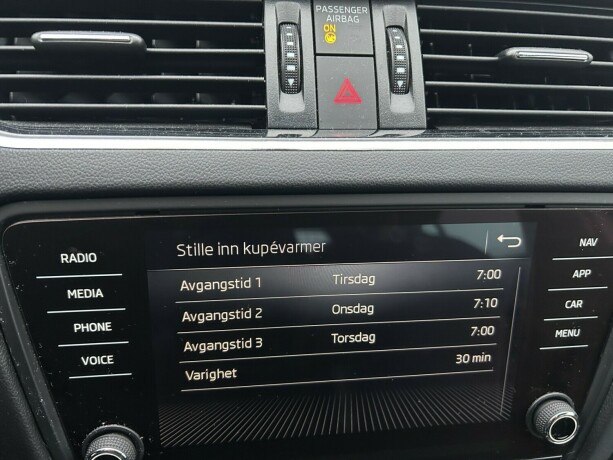 PASSENGER
AIRBAG
ON
Stille inn kupévarmer
Avgangstid 1 Tirsdag 7:00
Avgangstid 2 Onsdag 7:10
Avgangstid 3 Torsdag 7:00
Varighet 30 min
RADIO
MEDIA
PHONE
VOICE
NAV
APP
CAR
MENU